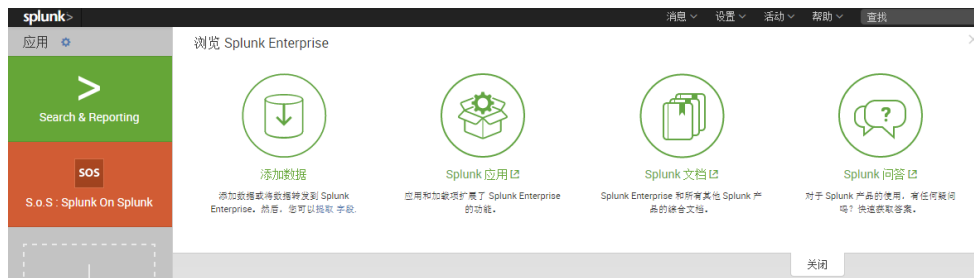 splunk>
消息 设置 活动 帮助 查找
应用
浏览 Splunk Enterprise
Search & Reporting
sos
S.o.S : Splunk On Splunk
添加数据
添加数据或将数据转发到 Splunk
Enterprise。然后，您可以提取 字段.
Splunk 应用
应用和加载项扩展了 Splunk Enterprise
的功能。
Splunk 文档
Splunk Enterprise 和所有其他 Splunk 产
品的综合文档。
Splunk 问答
对于 Splunk 产品的使用，有任何疑问
吗？快速获取答案。
关闭